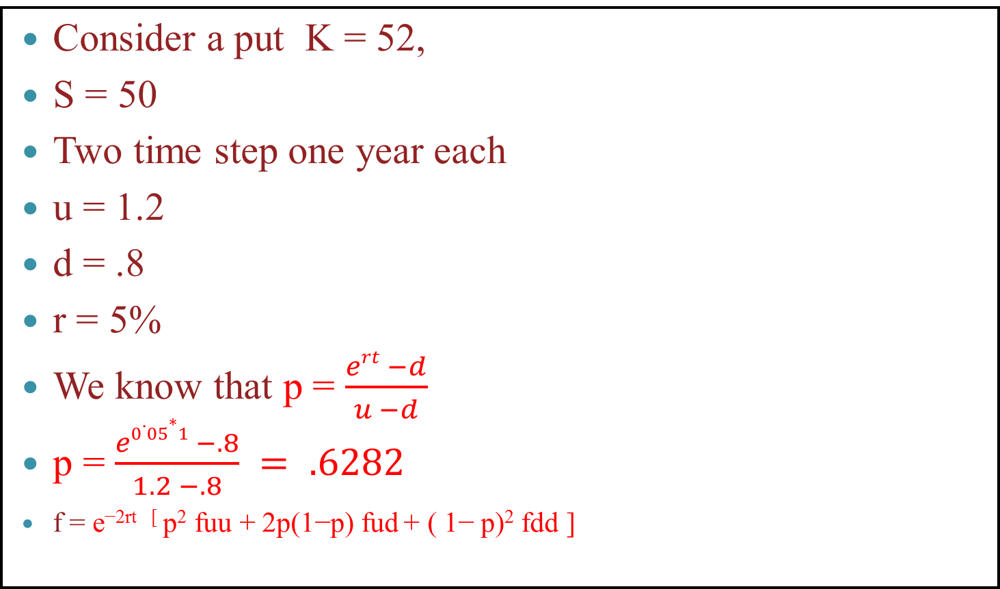 • Consider a put K = 52,
• S = 50
• Two time step one year each
• u = 1.2
• d = .8
• r = 5%
• We know that p = \frac{e^{rt} − d}{u − d}
• p = \frac{e^{0.05*1} − .8}{1.2 − .8} = .6282
• f = e^{−2rt} [ p² fuu + 2p(1−p) fud + ( 1− p)² fdd ]